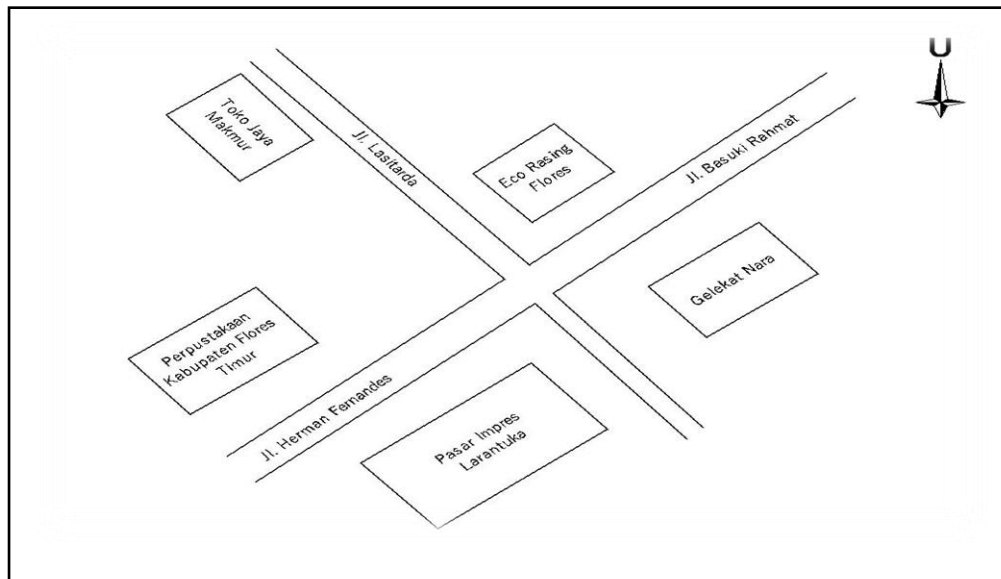 U
Toko Jaya
Makmur
Jl. Lasitarda
Eco Rasing
Flores
Jl. Basuki Rahmat
Gelekat Nara
Perpustakaan
Kabupaten Flores
Timur
Jl. Herman Fernandes
Pasar Impres
Larantuka